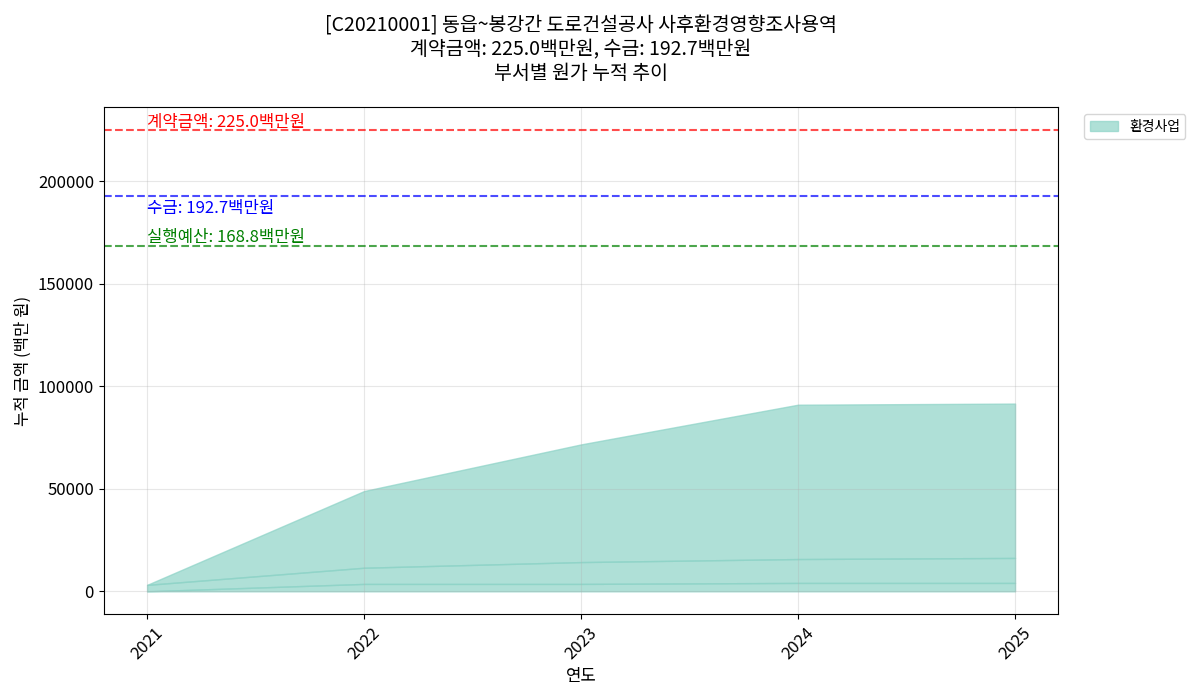 [C20210001] 동읍~봉강간 도로건설공사 사후환경영향조사용역
계약금액: 225.0백만원, 수금: 192.7백만원
부서별 원가 누적 추이
계약금액: 225.0백만원
환경사업
200000
수금: 192.7백만원
실행예산: 168.8백만원
150000
누적 금액 (백만 원)
100000
50000
0
2021
2022
2023
2024
2025
연도